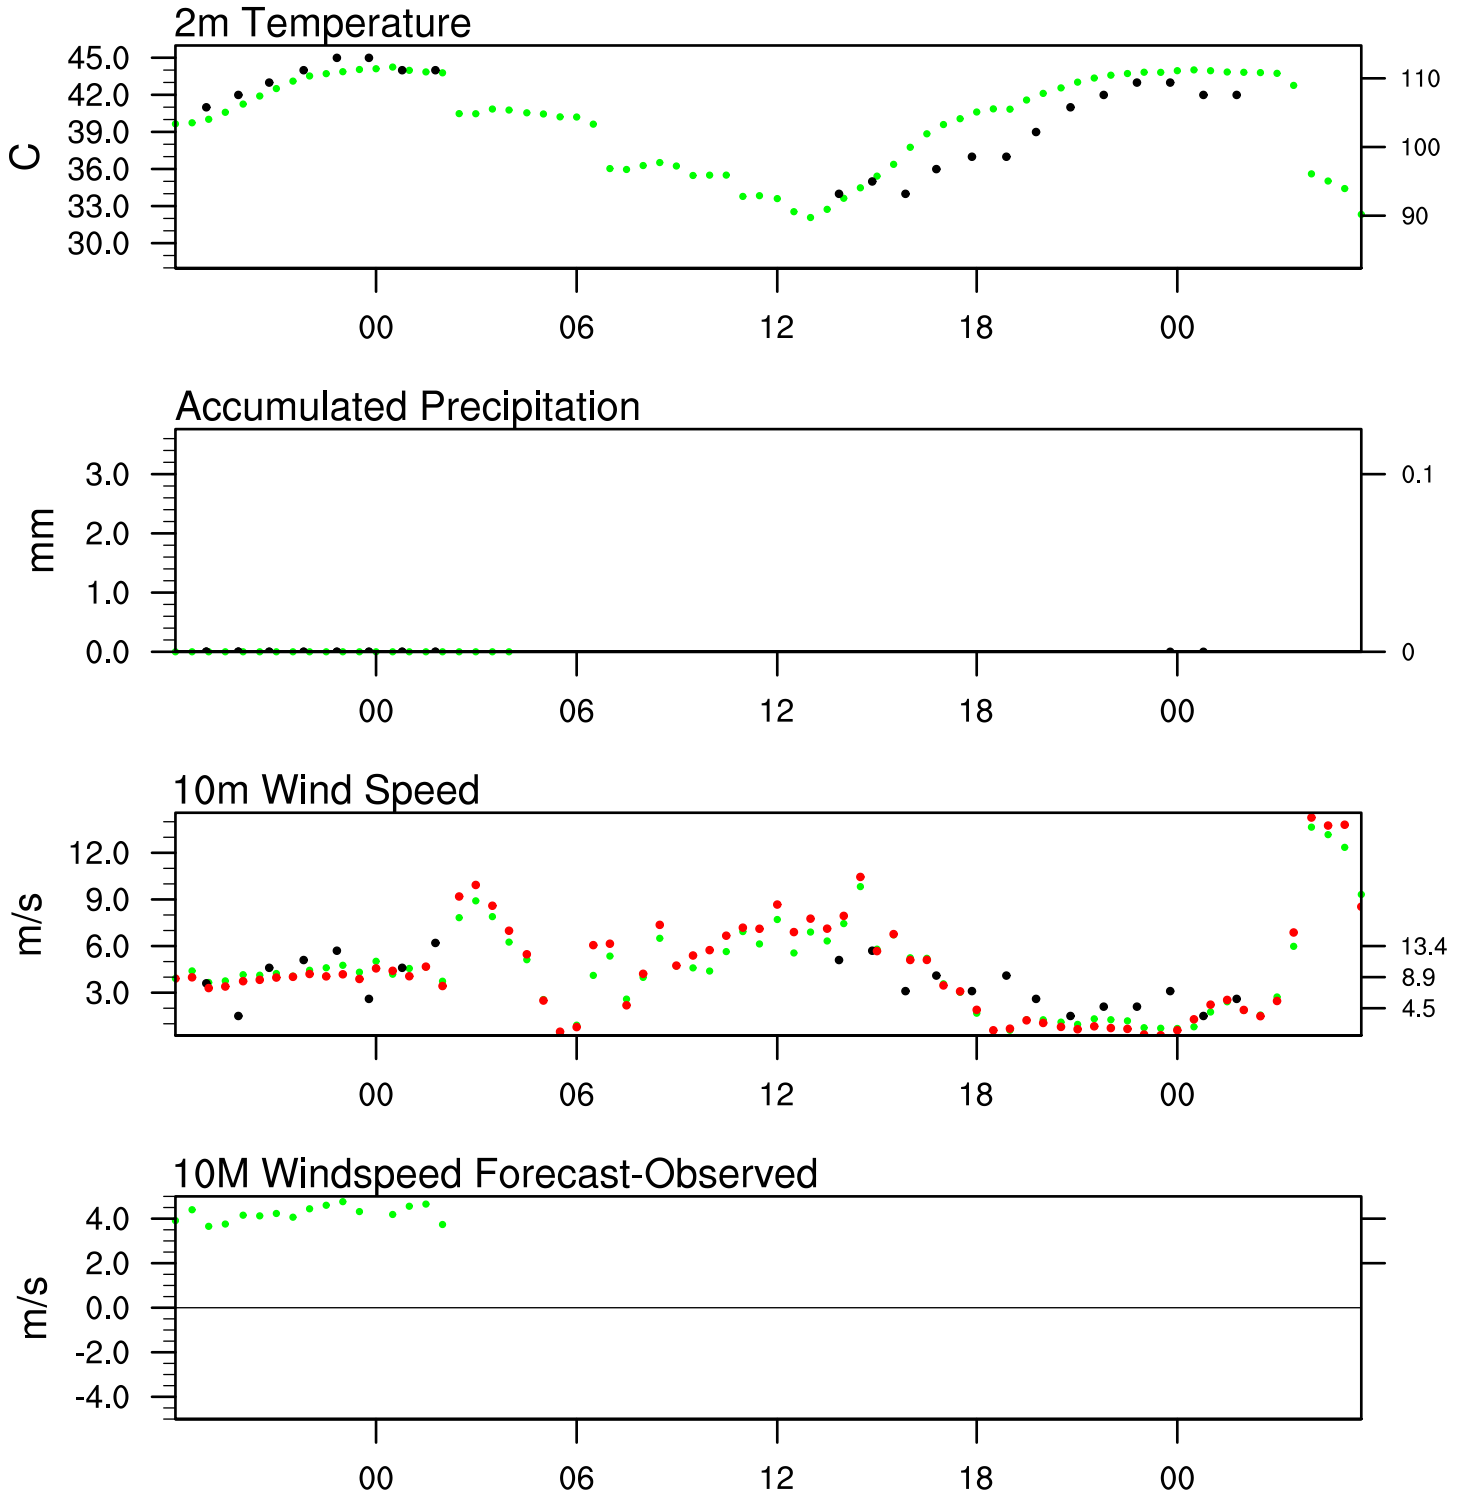 2m Temperature
45.0
42.0
39.0
36.0
33.0
30.0
C
110
100
90
00 06 12 18 00
Accumulated Precipitation
3.0
2.0
1.0
0.0
mm
0.1
0
00 06 12 18 00
10m Wind Speed
12.0
9.0
6.0
3.0
m/s
13.4
8.9
4.5
00 06 12 18 00
10M Windspeed Forecast-Observed
4.0
2.0
0.0
-2.0
-4.0
m/s
00 06 12 18 00